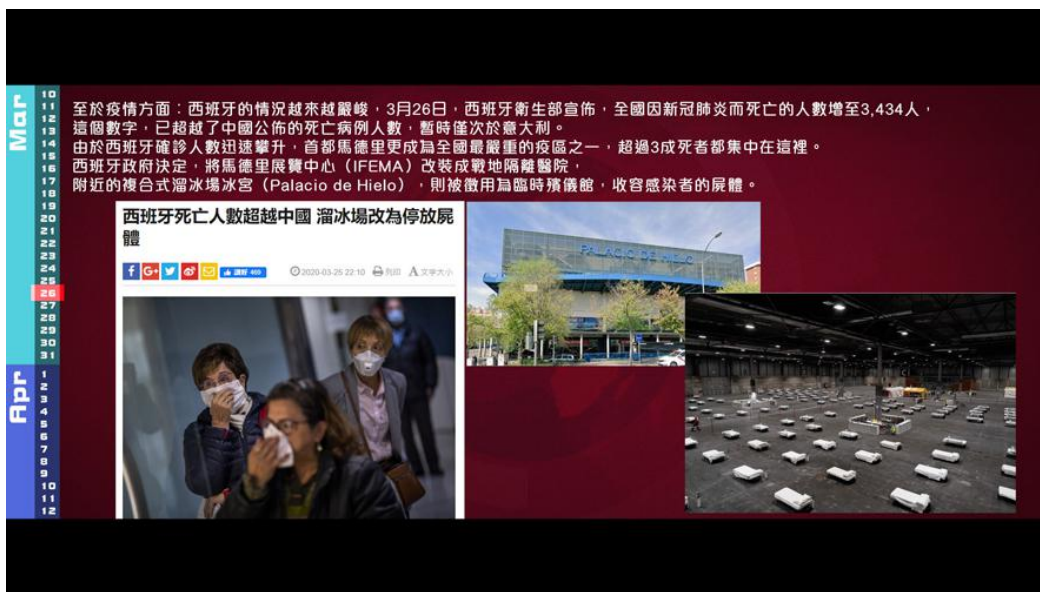 Mar
10
11
12
13
14
15
16
17
18
19
20
21
22
23
24
25
26
27
28
29
30
31
Apr
1
2
3
4
5
6
7
8
9
10
11
12
至於疫情方面：西班牙的情況越來越嚴峻，3月26日，西班牙衛生部宣佈，全國因新冠肺炎而死亡的人數增至3,434人，
這個數字，已超越了中國公佈的死亡病例人數，暫時僅次於意大利。
由於西班牙確診人數迅速攀升，首都馬德里更成為全國最嚴重的疫區之一，超過3成死者都集中在這裡。
西班牙政府決定，將馬德里展覽中心（IFEMA）改裝成戰地隔離醫院，
附近的複合式溜冰場冰宮（Palacio de Hielo），則被徵用為臨時殯儀館，收容感染者的屍體。
西班牙死亡人數超越中國 溜冰場改為停放屍
體
讚好 469
2020-03-25 22:10 列印 A 文字大小
PALACIO DE HIELO